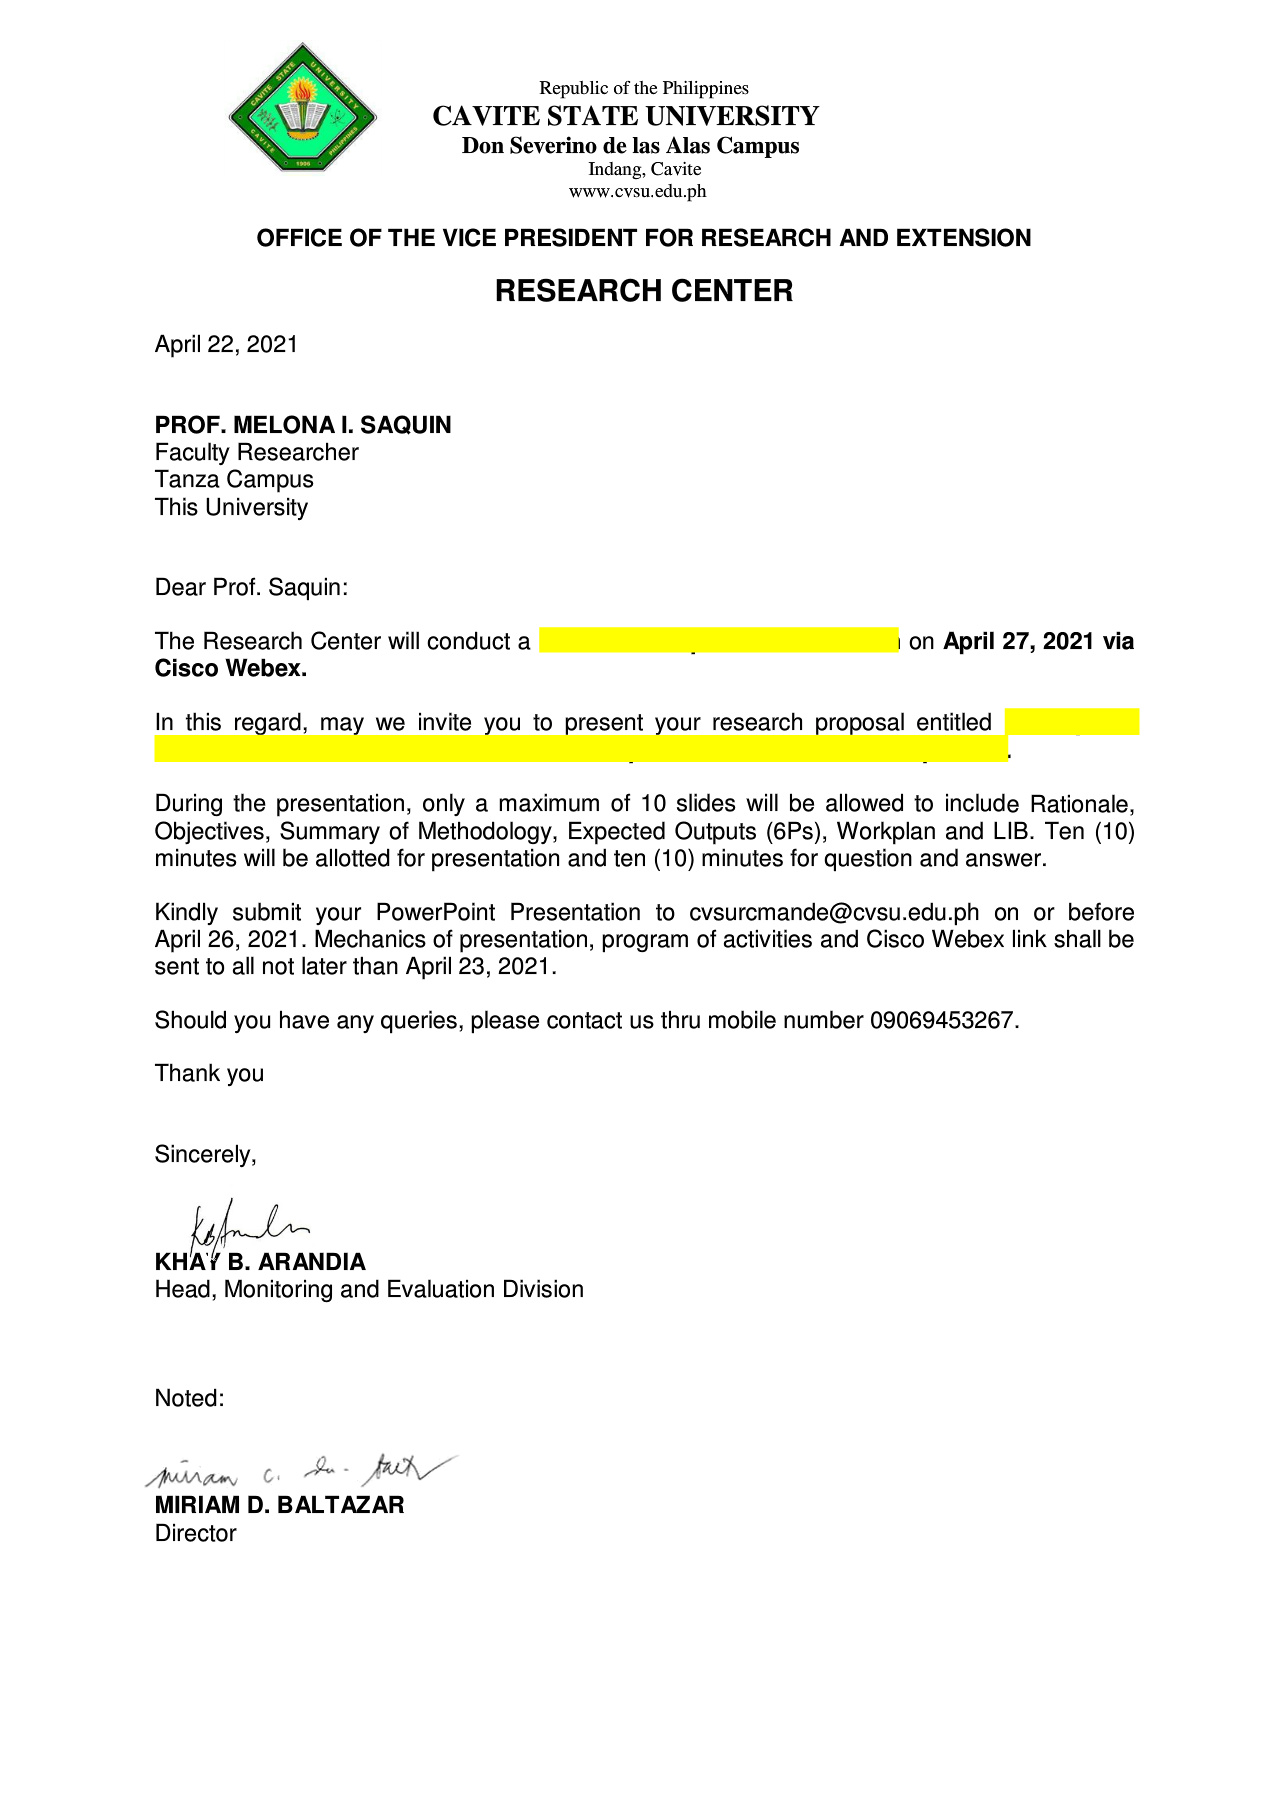 CAVITE STATE UNIVERSITY
CAVITE PHILIPPINES
1906
Republic of the Philippines
CAVITE STATE UNIVERSITY
Don Severino de las Alas Campus
Indang, Cavite
www.cvsu.edu.ph
OFFICE OF THE VICE PRESIDENT FOR RESEARCH AND EXTENSION
RESEARCH CENTER
April 22, 2021
PROF. MELONA I. SAQUIN
Faculty Researcher
Tanza Campus
This University
Dear Prof. Saquin:
The Research Center will conduct a on April 27, 2021 via
Cisco Webex.
In this regard, may we invite you to present your research proposal entitled
.
During the presentation, only a maximum of 10 slides will be allowed to include Rationale,
Objectives, Summary of Methodology, Expected Outputs (6Ps), Workplan and LIB. Ten (10)
minutes will be allotted for presentation and ten (10) minutes for question and answer.
Kindly submit your PowerPoint Presentation to cvsurcmande@cvsu.edu.ph on or before
April 26, 2021. Mechanics of presentation, program of activities and Cisco Webex link shall be
sent to all not later than April 23, 2021.
Should you have any queries, please contact us thru mobile number 09069453267.
Thank you
Sincerely,
KHAY B. ARANDIA
Head, Monitoring and Evaluation Division
Noted:
MIRIAM D. BALTAZAR
Director